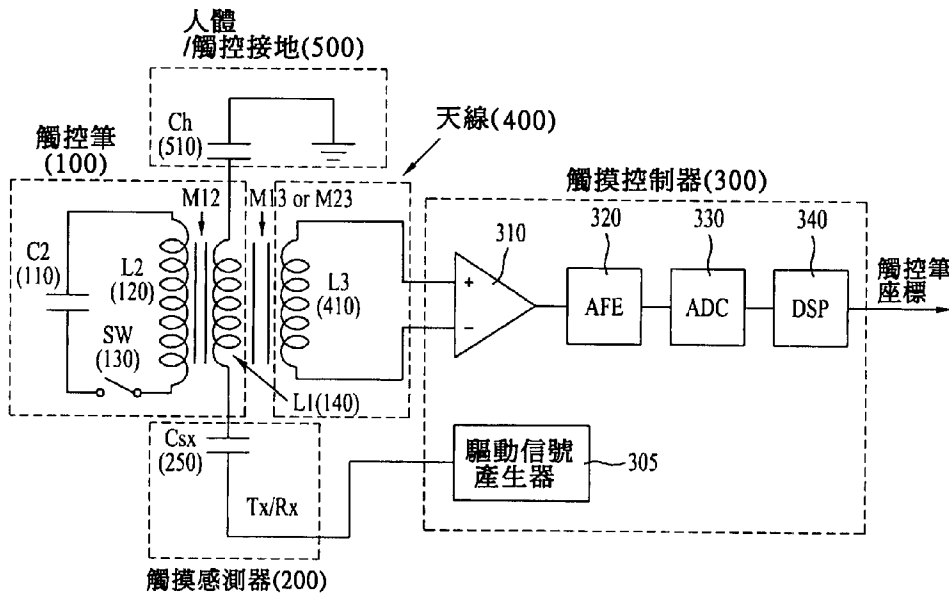 人體
/觸控接地(500)
Ch
(510)
天線(400)
觸控筆
(100)
觸摸控制器(300)
M12
M13 or M23
C2
(110)
L2
(120)
SW
(130)
L3
(410)
L1(140)
310
320
330
340
+
−
AFE
ADC
DSP
觸控筆
座標
Csx
(250)
Tx/Rx
驅動信號
產生器
305
觸摸感測器(200)